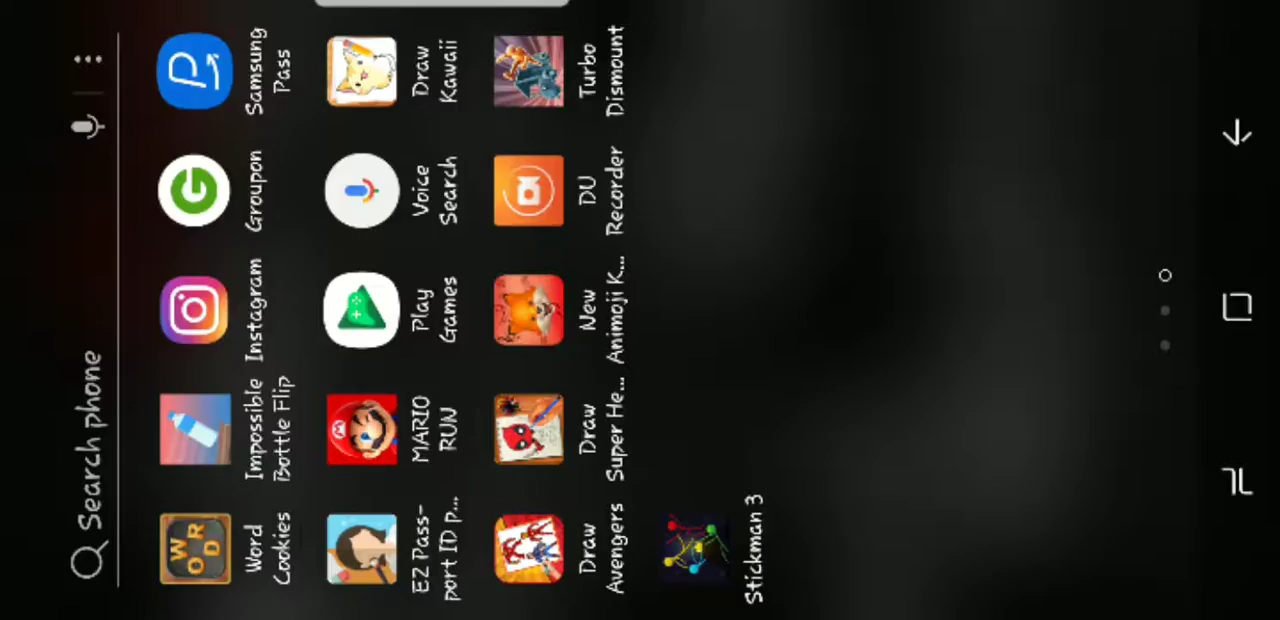 Search phone
Word
Cookies
Impossible
Bottle Flip
Instagram
Groupon
Samsung
Pass
EZ Pass-
port ID p...
MARIO
RUN
Play
Games
Voice
Search
Draw
Kawaii
Draw
Avengers
Draw
Super He...
New
Animoji K...
DU
Recorder
Turbo
Dismount
Stickman 3